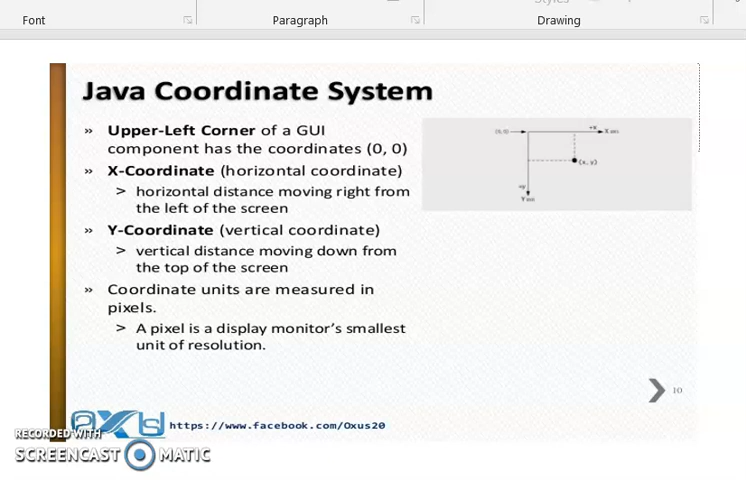 Font
Paragraph
Drawing
Java Coordinate System
» Upper-Left Corner of a GUI
component has the coordinates (0, 0)
» X-Coordinate (horizontal coordinate)
> horizontal distance moving right from
the left of the screen
» Y-Coordinate (vertical coordinate)
> vertical distance moving down from
the top of the screen
» Coordinate units are measured in
pixels.
> A pixel is a display monitor's smallest
unit of resolution.
(0, 0)
+x
X axis
(x, y)
+y
Y axis
10
https://www.facebook.com/Oxus20
RECORDED WITH
SCREENCAST MATIC